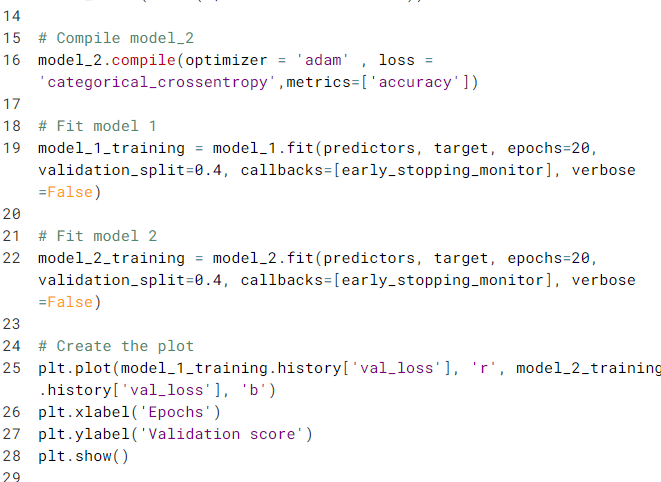 14
15 # Compile model_2
16 model_2.compile(optimizer = 'adam' , loss =
'categorical_crossentropy',metrics=['accuracy'])
17
18 # Fit model 1
19 model_1_training = model_1.fit(predictors, target, epochs=20,
validation_split=0.4, callbacks=[early_stopping_monitor], verbose
=False)
20
21 # Fit model 2
22 model_2_training = model_2.fit(predictors, target, epochs=20,
validation_split=0.4, callbacks=[early_stopping_monitor], verbose
=False)
23
24 # Create the plot
25 plt.plot(model_1_training.history['val_loss'], 'r', model_2_training
.history['val_loss'], 'b')
26 plt.xlabel('Epochs')
27 plt.ylabel('Validation score')
28 plt.show()
29